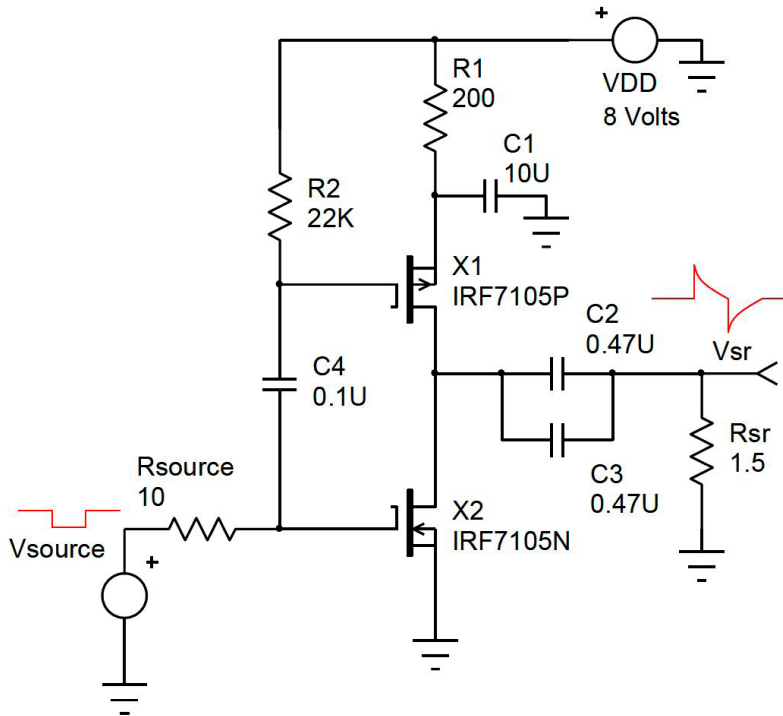 +
R1
200
VDD
8 Volts
C1
10U
R2
22K
X1
IRF7105P
C2
0.47U
Vsr
C4
0.1U
Rsr
1.5
C3
0.47U
Rsource
10
X2
IRF7105N
Vsource
+